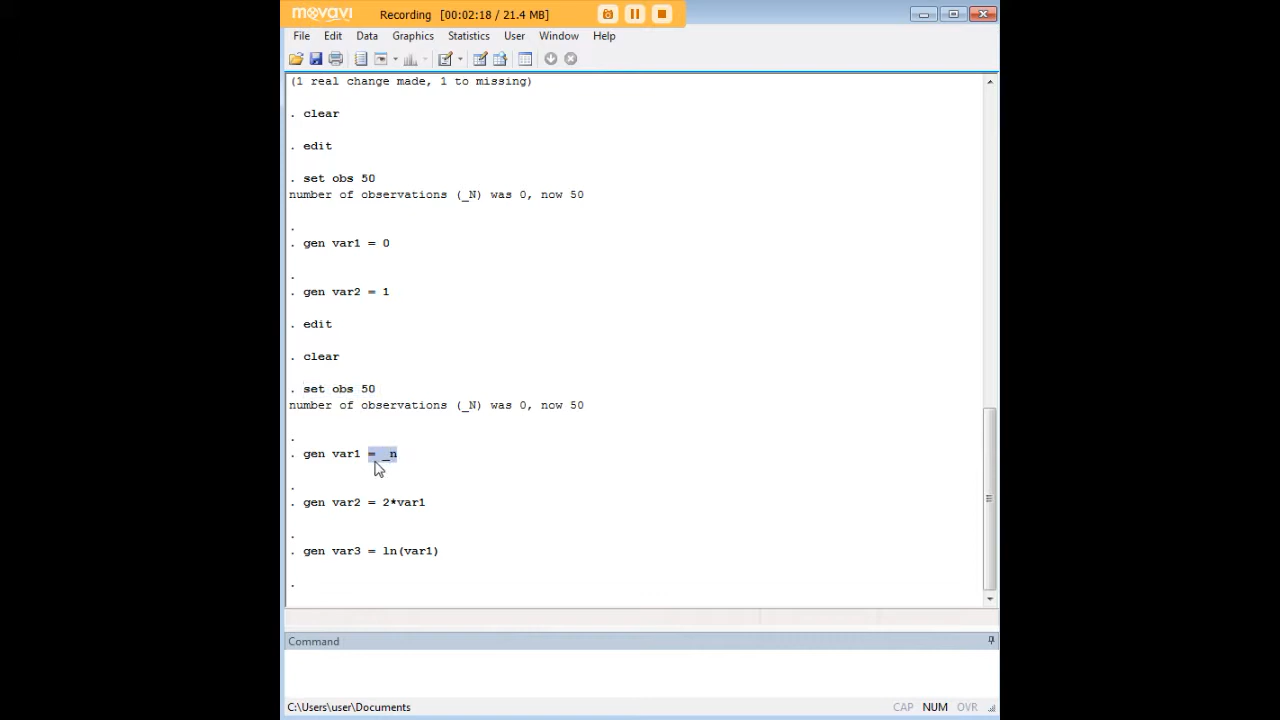 movavi Recording [00:02:18 / 21.4 MB]
File Edit Data Graphics Statistics User Window Help
(1 real change made, 1 to missing)
. clear
. edit
. set obs 50
number of observations (_N) was 0, now 50
.
. gen var1 = 0
.
. gen var2 = 1
. edit
. clear
. set obs 50
number of observations (_N) was 0, now 50
.
. gen var1 = _n
.
. gen var2 = 2*var1
.
. gen var3 = ln(var1)
.
Command
C:\Users\user\Documents CAP NUM OVR